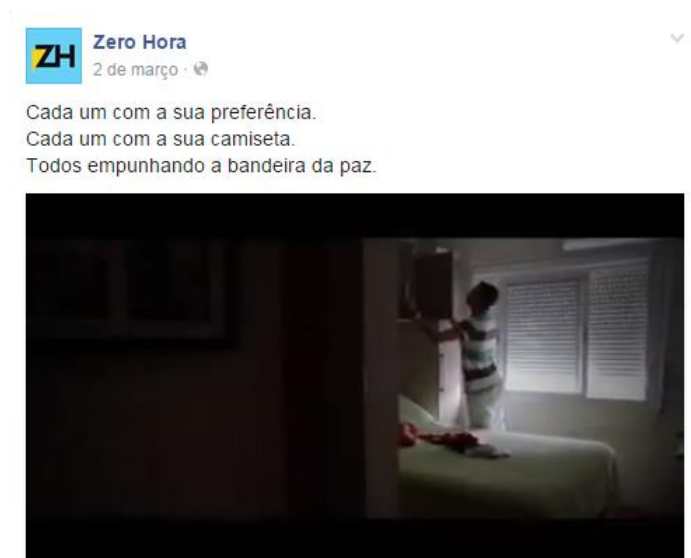 ZH
Zero Hora
2 de março ·
Cada um com a sua preferência.
Cada um com a sua camiseta.
Todos empunhando a bandeira da paz.